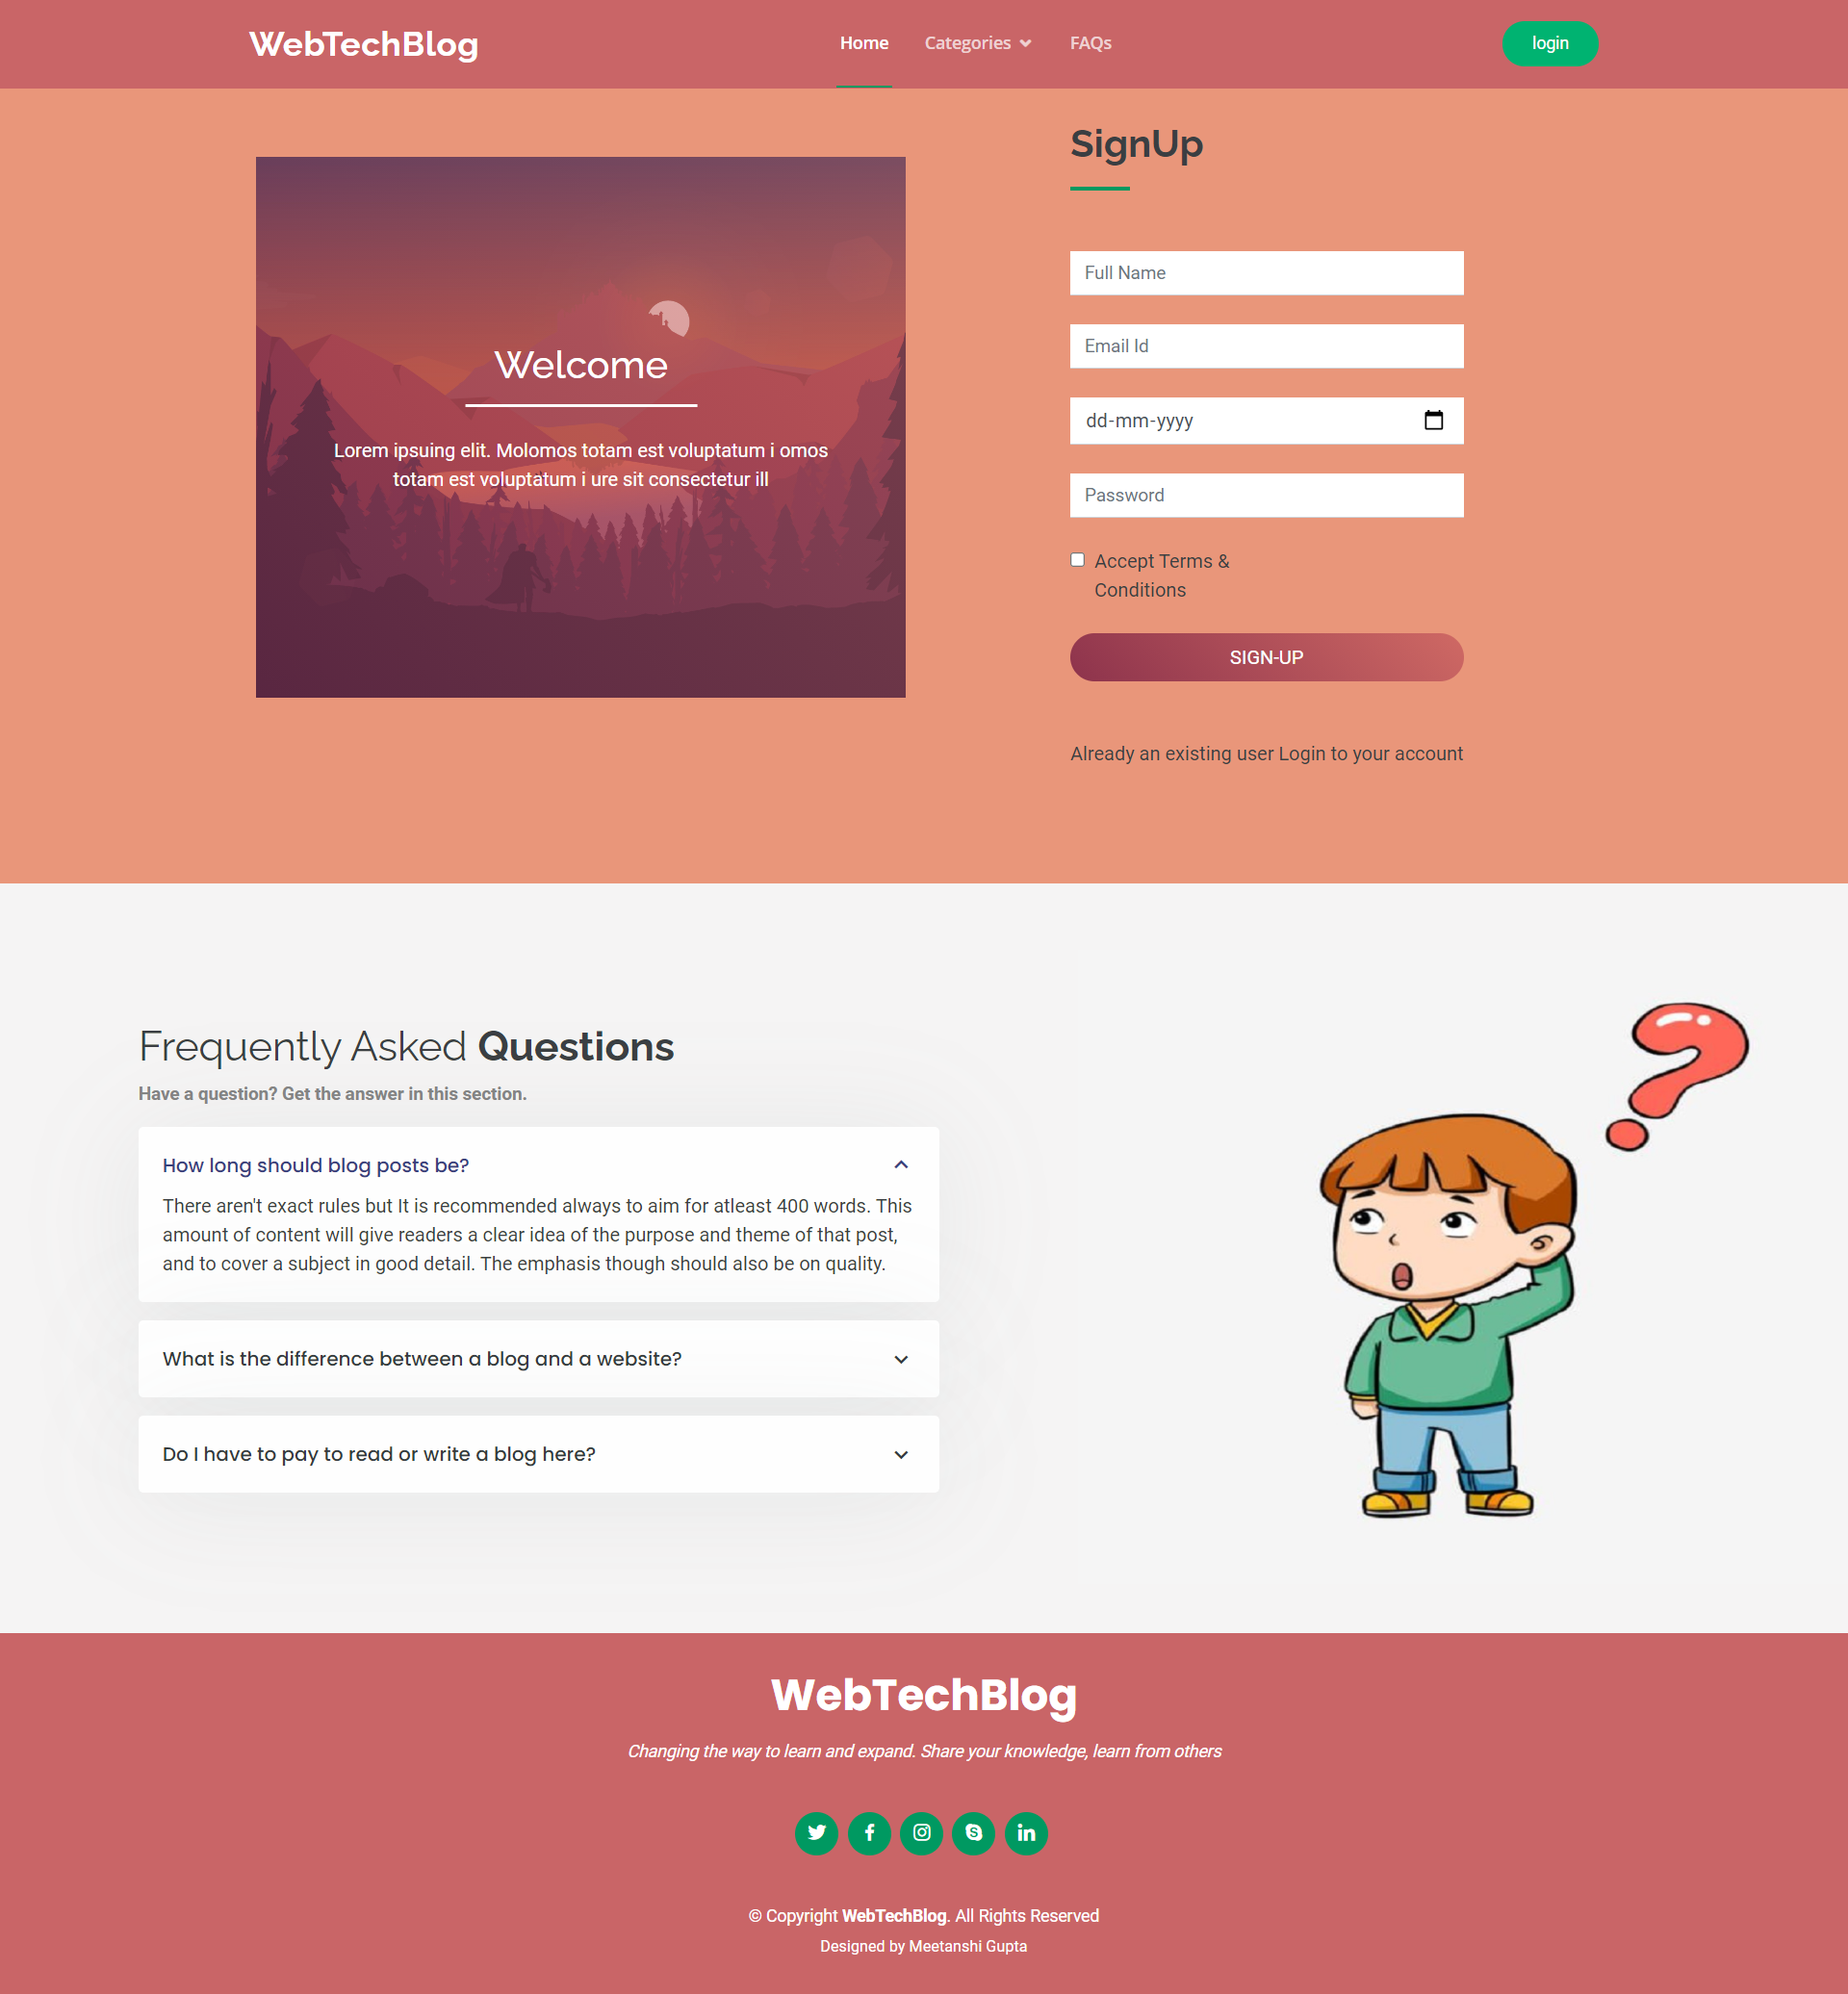 WebTechBlog
Home
Categories
FAQs
login
Welcome
Lorem ipsuing elit. Molomos totam est voluptatum i omos
totam est voluptatum i ure sit consectetur ill
SignUp
Full Name
Email Id
dd-mm-yyyy
Password
Accept Terms &
Conditions
SIGN-UP
Already an existing user Login to your account
Frequently Asked Questions
Have a question? Get the answer in this section.
How long should blog posts be?
There aren't exact rules but It is recommended always to aim for atleast 400 words. This
amount of content will give readers a clear idea of the purpose and theme of that post,
and to cover a subject in good detail. The emphasis though should also be on quality.
What is the difference between a blog and a website?
Do I have to pay to read or write a blog here?
WebTechBlog
Changing the way to learn and expand. Share your knowledge, learn from others
© Copyright WebTechBlog. All Rights Reserved
Designed by Meetanshi Gupta